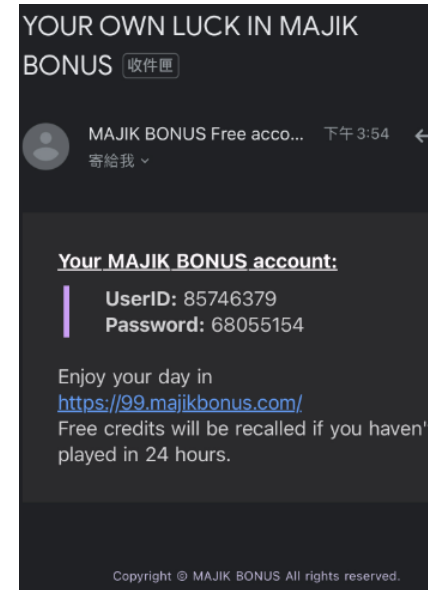 YOUR OWN LUCK IN MAJIK
BONUS 收件匣
MAJIK BONUS Free acco... 下午 3:54
寄給我
Your MAJIK BONUS account:
UserID: 85746379
Password: 68055154
Enjoy your day in
https://99.majikbonus.com/
Free credits will be recalled if you haven'
played in 24 hours.
Copyright © MAJIK BONUS All rights reserved.